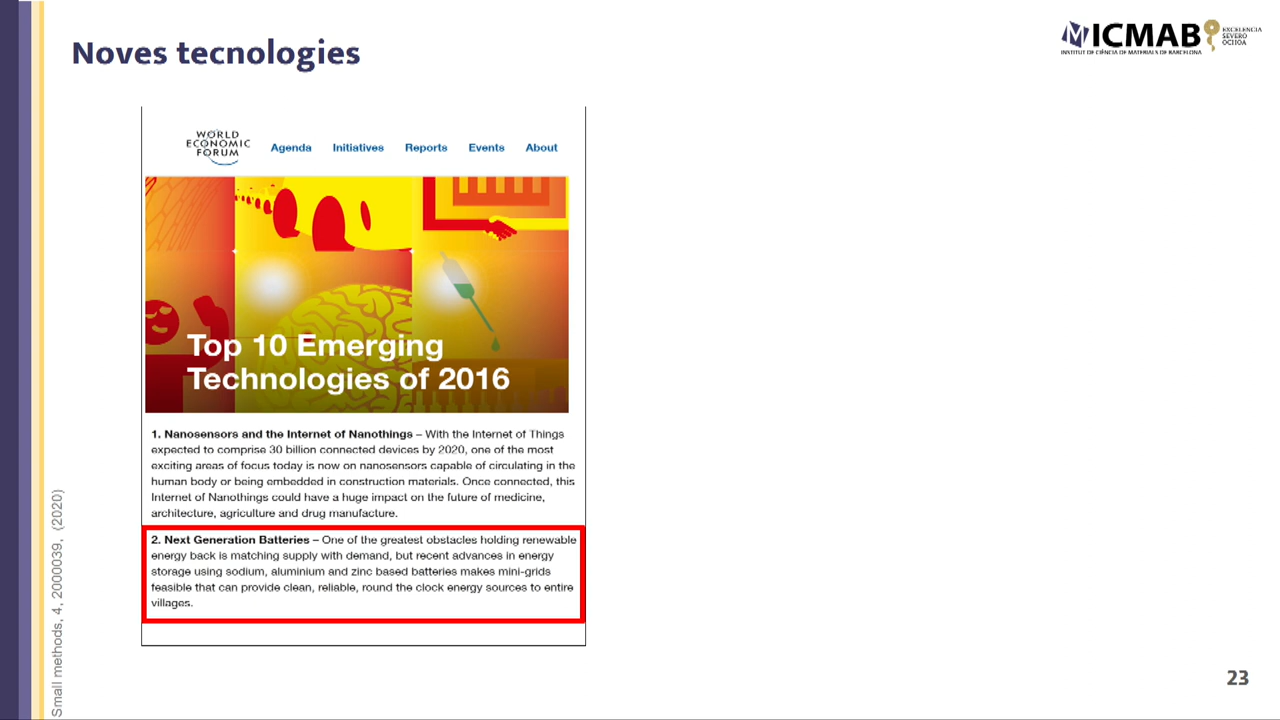 Noves tecnologies
ICMAB
INSTITUT DE CIÈNCIA DE MATERIALS DE BARCELONA
EXCELENCIA
SEVERO
OCHOA
WORLD
ECONOMIC
FORUM
Agenda Initiatives Reports Events About
Top 10 Emerging
Technologies of 2016
1. Nanosensors and the Internet of Nanothings – With the Internet of Things
expected to comprise 30 billion connected devices by 2020, one of the most
exciting areas of focus today is now on nanosensors capable of circulating in the
human body or being embedded in construction materials. Once connected, this
Internet of Nanothings could have a huge impact on the future of medicine,
architecture, agriculture and drug manufacture.
2. Next Generation Batteries – One of the greatest obstacles holding renewable
energy back is matching supply with demand, but recent advances in energy
storage using sodium, aluminium and zinc based batteries makes mini-grids
feasible that can provide clean, reliable, round the clock energy sources to entire
villages.
Small methods, 4, 2000039, (2020)
23